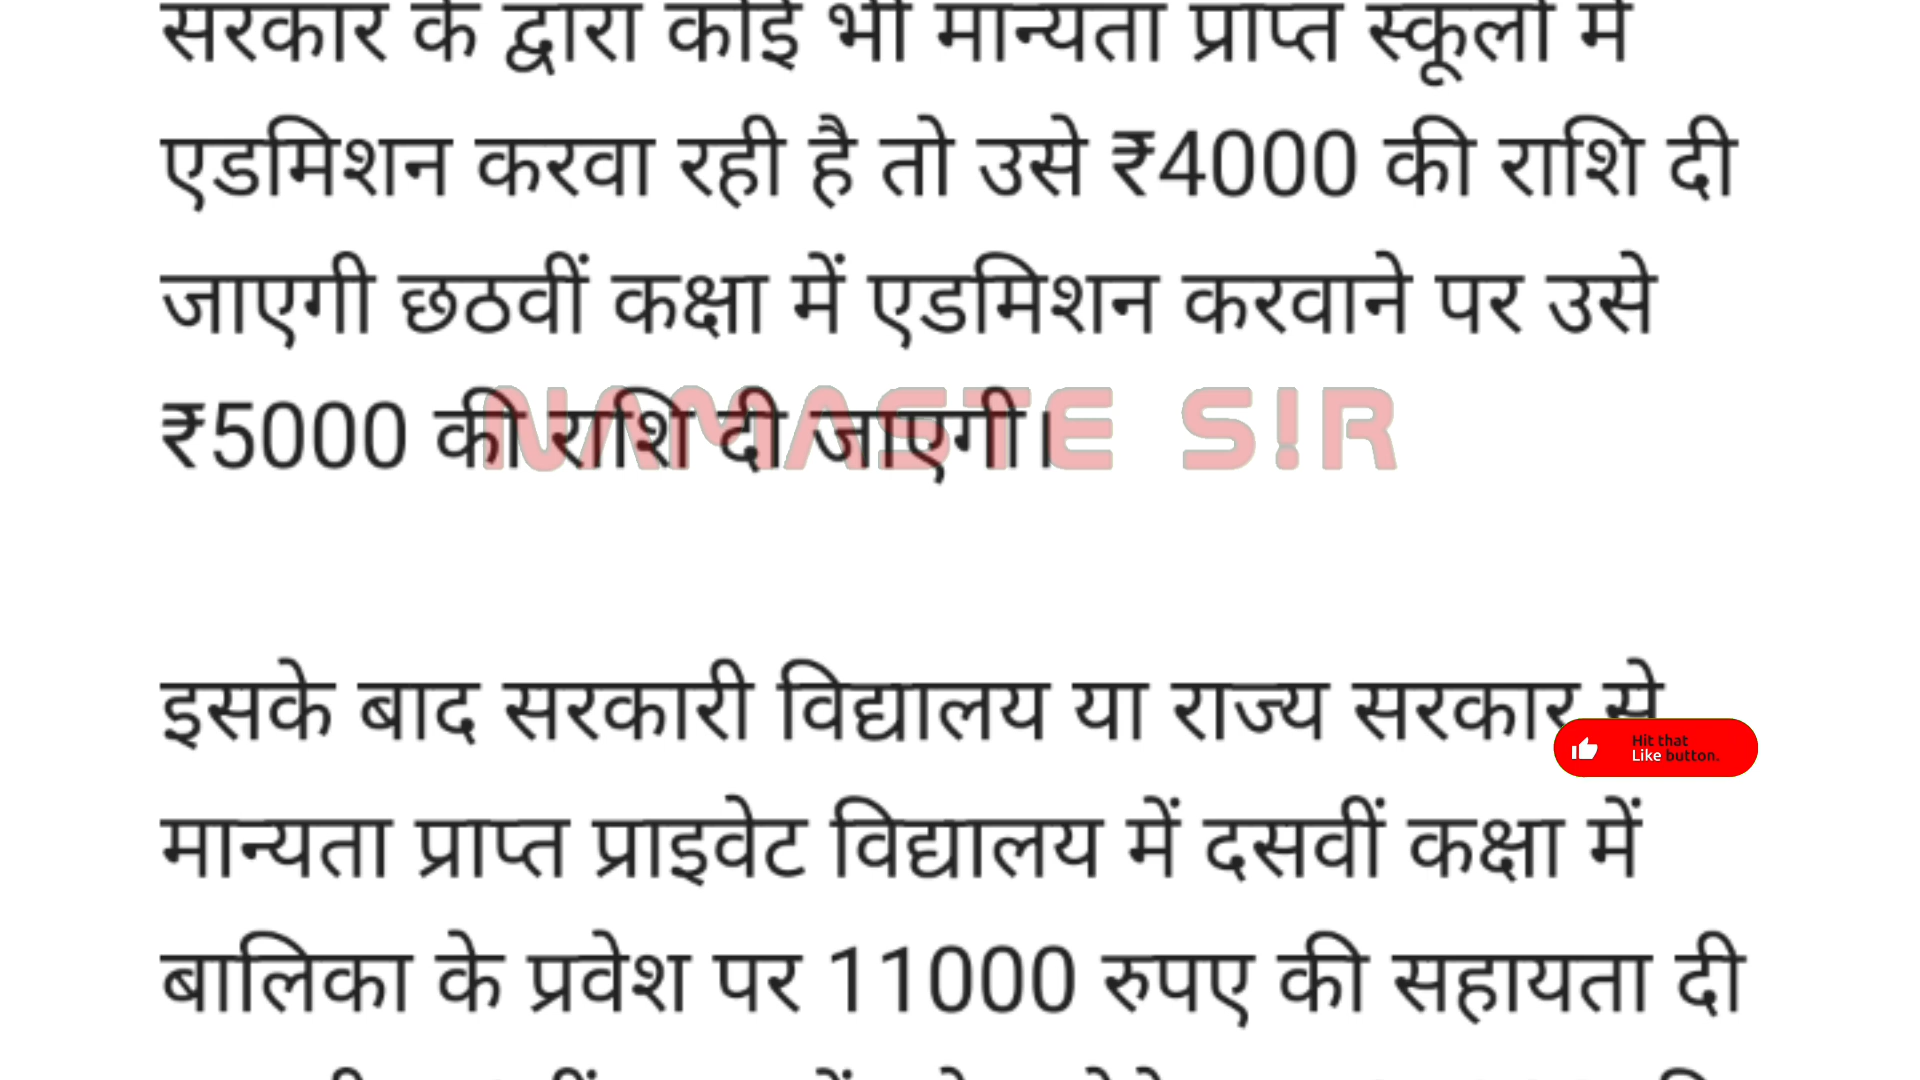 सरकार के द्वारा कोई भी मान्यता प्राप्त स्कूलों में
एडमिशन करवा रही है तो उसे ₹4000 की राशि दी
जाएगी छठवीं कक्षा में एडमिशन करवाने पर उसे
₹5000 की राशि दी जाएगी।
NAMASTE S!R
इसके बाद सरकारी विद्यालय या राज्य सरकार से
Hit that
Like button.
मान्यता प्राप्त प्राइवेट विद्यालय में दसवीं कक्षा में
बालिका के प्रवेश पर 11000 रुपए की सहायता दी